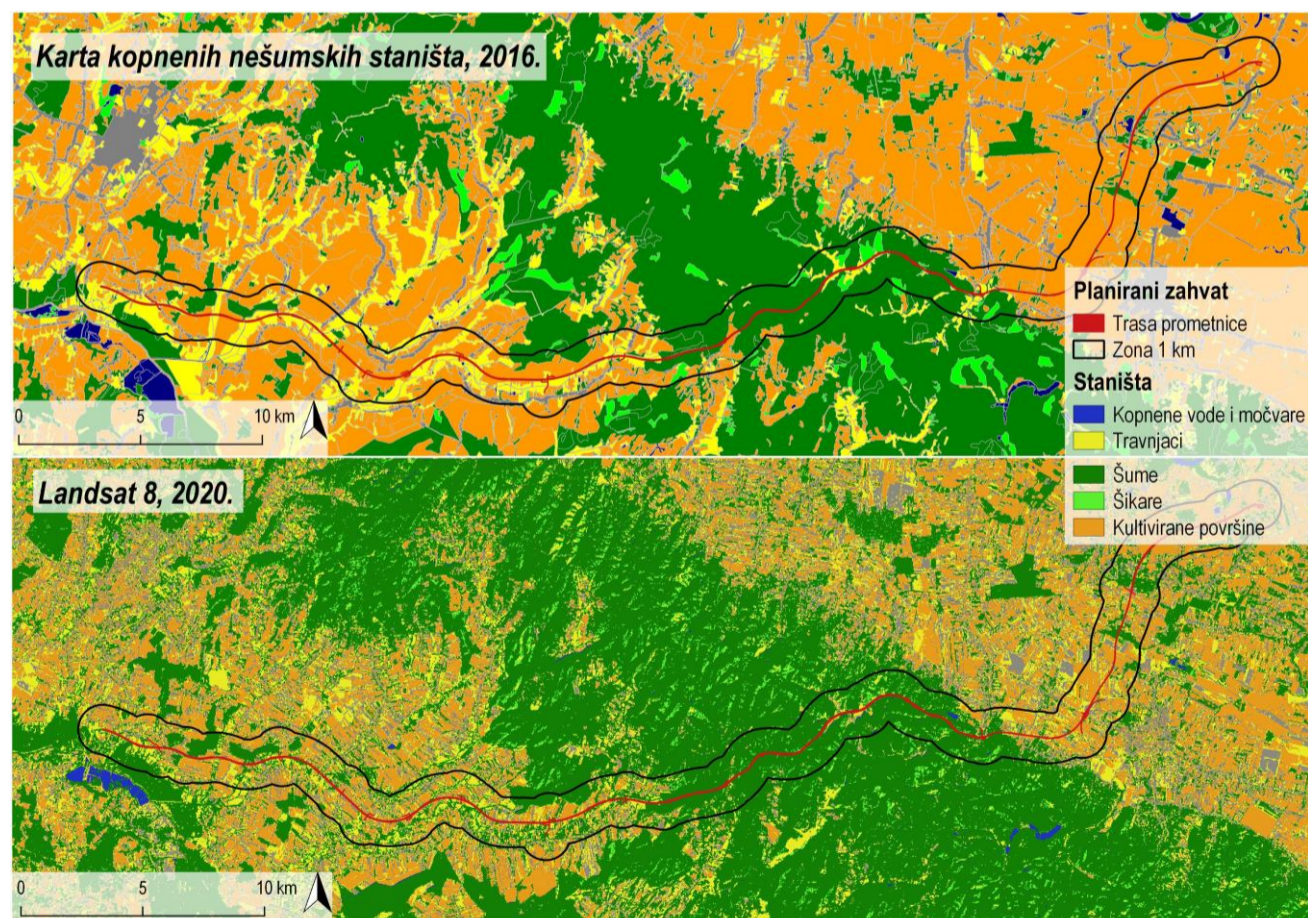 Karta kopnenih nešumskih staništa, 2016.
0 5 10 km
Planirani zahvat
Trasa prometnice
Zona 1 km
Staništa
Kopnene vode i močvare
Travnjaci
Šume
Šikare
Kultivirane površine
Landsat 8, 2020.
0 5 10 km